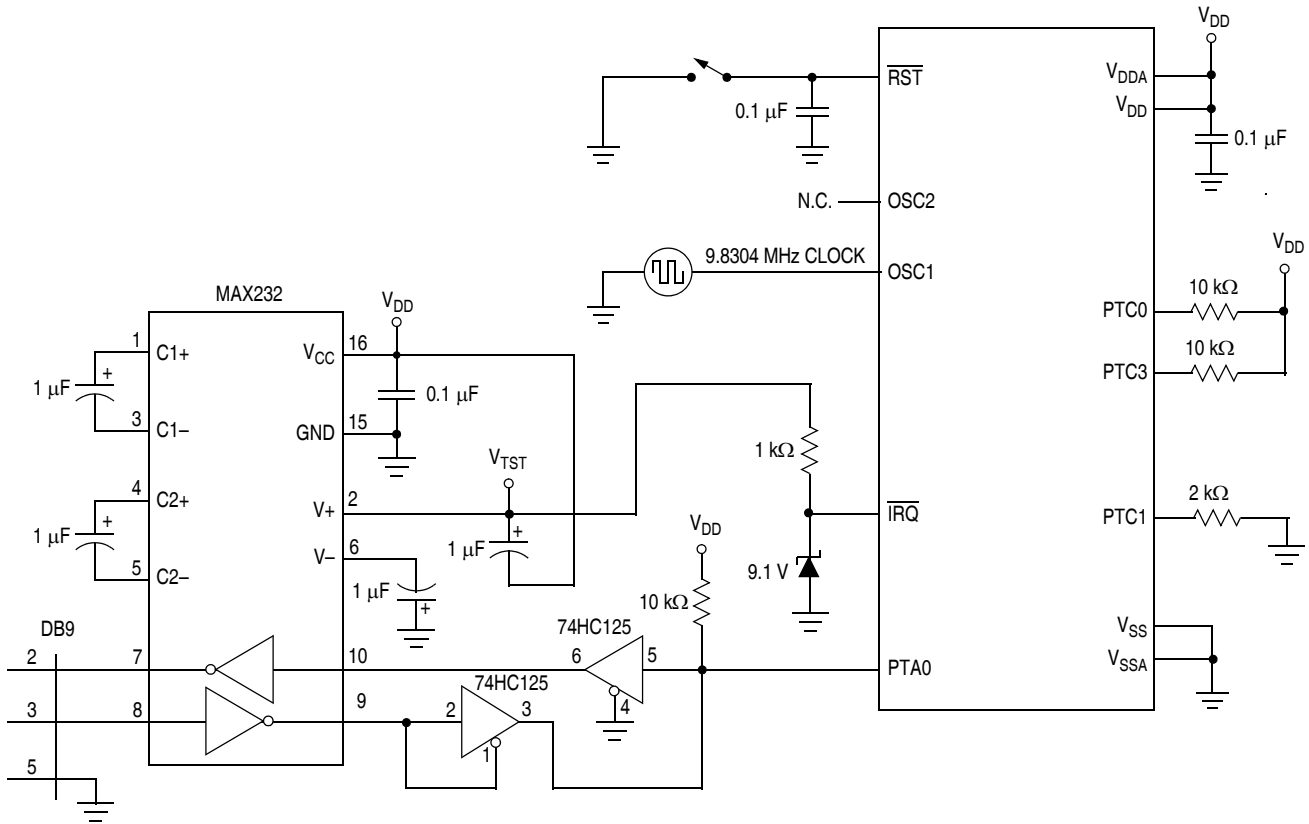 V_DD
RST
V_DDA
V_DD
0.1 μF
0.1 μF
N.C.
OSC2
9.8304 MHz CLOCK
OSC1
V_DD
MAX232
V_DD
10 kΩ
PTC0
1
C1+
V_CC
16
10 kΩ
PTC3
+
1 μF
0.1 μF
3
C1–
GND
15
1 kΩ
V_TST
4
C2+
V+
2
IRQ
2 kΩ
PTC1
+
1 μF
V–
6
+
1 μF
V_DD
5
C2–
1 μF
+
9.1 V
10 kΩ
DB9
74HC125
V_SS
2
7
10
6
5
4
PTA0
V_SSA
74HC125
3
8
9
2
3
1
5